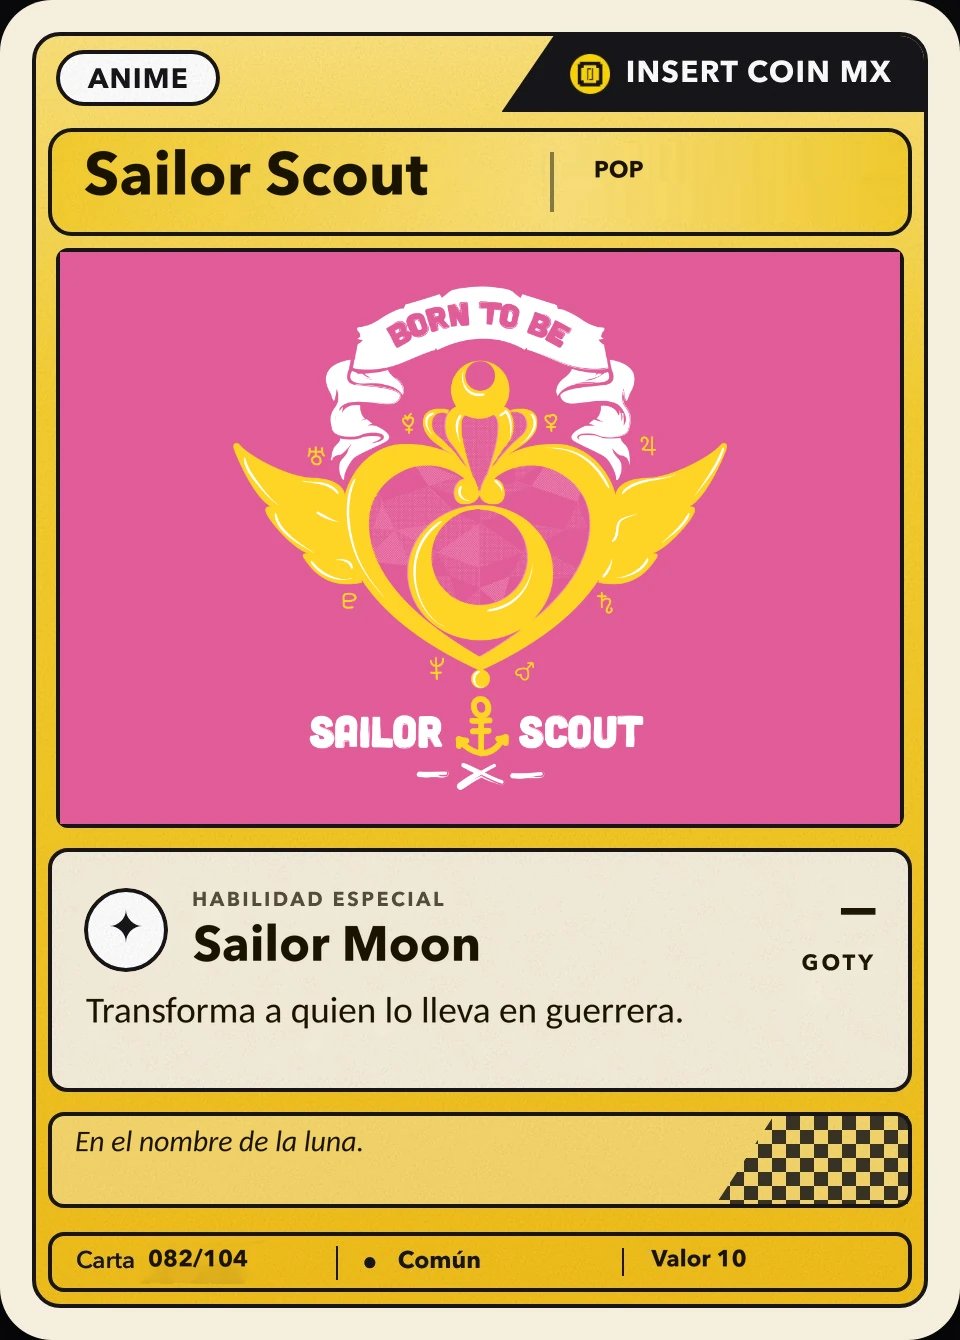 ANIME
INSERT COIN MX
Sailor Scout
POP
BORN TO BE
SAILOR SCOUT
HABILIDAD ESPECIAL
Sailor Moon
—
GOTY
Transforma a quien lo lleva en guerrera.
En el nombre de la luna.
Carta 082/104
● Común
Valor 10